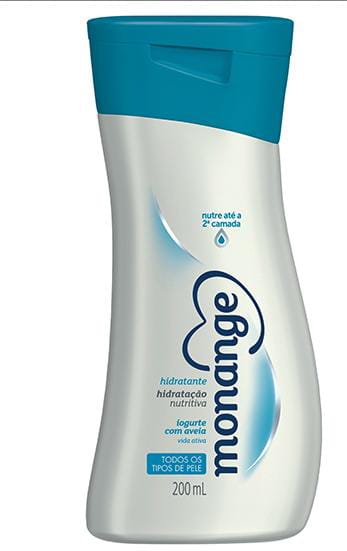 nutre até a
2ª camada
monange
hidratante
hidratação
nutritiva
iogurte
com aveia
vida ativa
TODOS OS
TIPOS DE PELE
200 mL